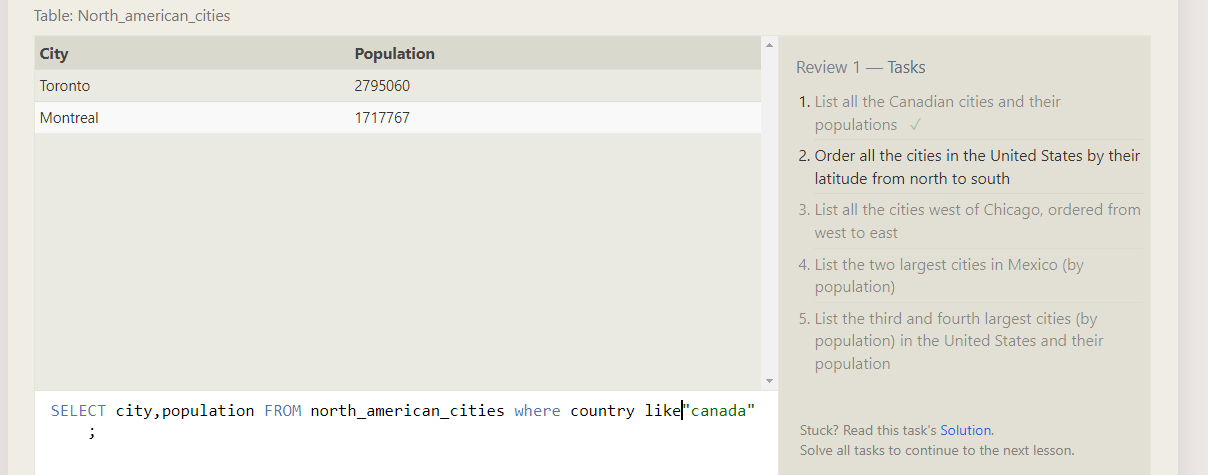 Table: North_american_cities
City Population
Toronto 2795060
Montreal 1717767
SELECT city,population FROM north_american_cities where country like"canada"
;
Review 1 — Tasks
1. List all the Canadian cities and their
populations ✓
2. Order all the cities in the United States by their
latitude from north to south
3. List all the cities west of Chicago, ordered from
west to east
4. List the two largest cities in Mexico (by
population)
5. List the third and fourth largest cities (by
population) in the United States and their
population
Stuck? Read this task's Solution.
Solve all tasks to continue to the next lesson.